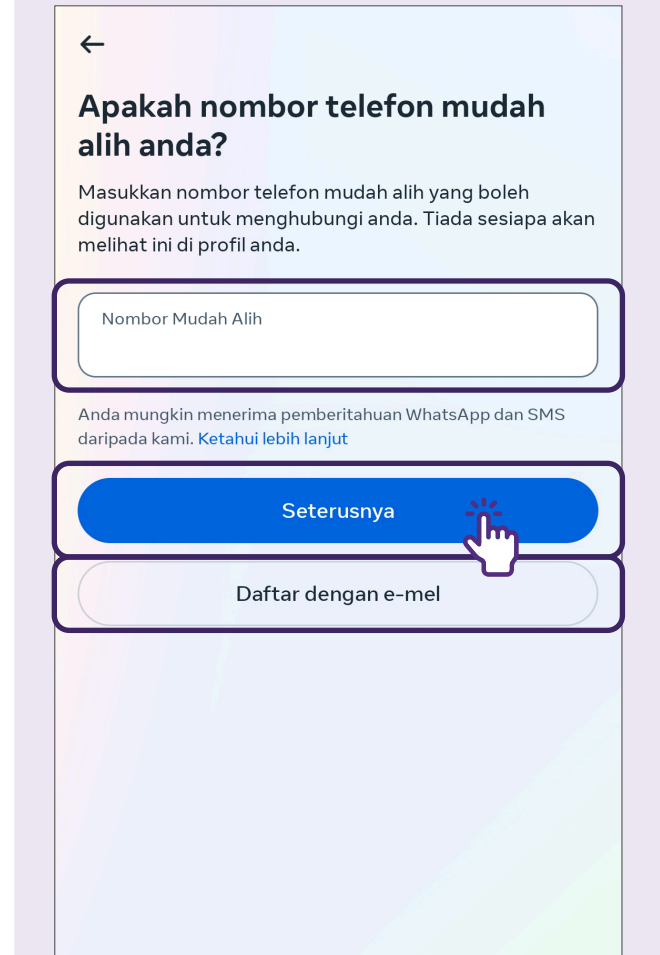 Apakah nombor telefon mudah
alih anda?
Masukkan nombor telefon mudah alih yang boleh
digunakan untuk menghubungi anda. Tiada sesiapa akan
melihat ini di profil anda.
Nombor Mudah Alih
Anda mungkin menerima pemberitahuan WhatsApp dan SMS
daripada kami. Ketahui lebih lanjut
Seterusnya
Daftar dengan e-mel